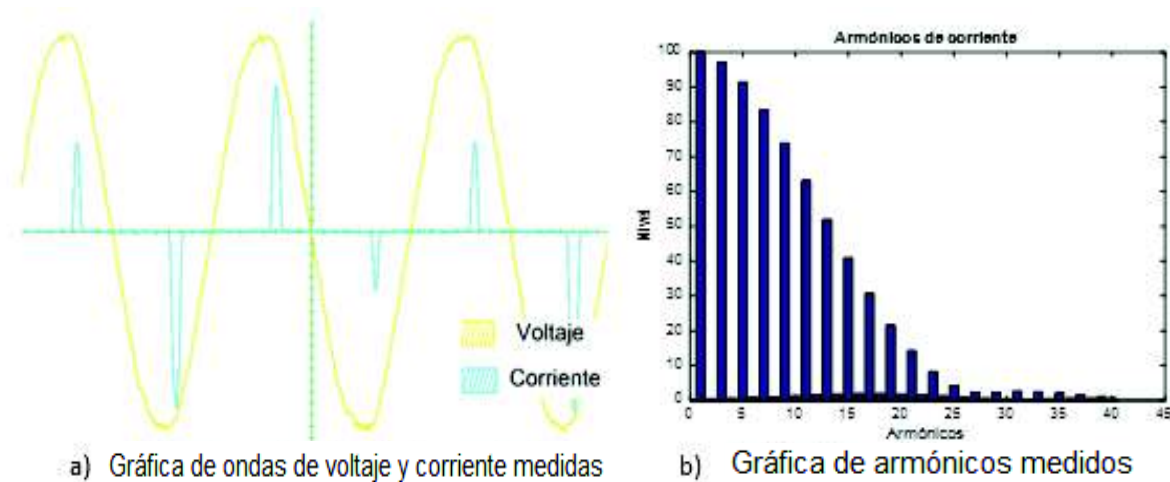 Voltaje
Corriente
a) Gráfica de ondas de voltaje y corriente medidas
Armónicos de corriente
Nivel
100
90
80
70
60
50
40
30
20
10
0
0 5 10 15 20 25 30 35 40 45
Armónicos
b) Gráfica de armónicos medidos